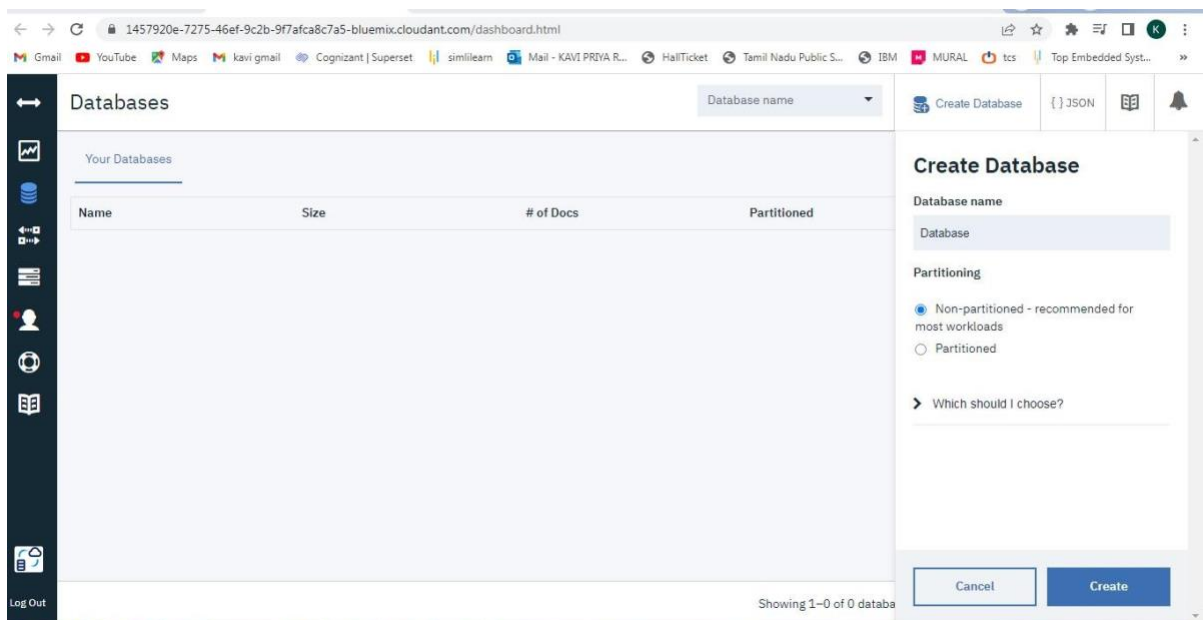 1457920e-7275-46ef-9c2b-9f7afca8c7a5-bluemix.cloudant.com/dashboard.html
K
Gmail YouTube Maps kavi gmail Cognizant | Superset simlilearn Mail - KAVI PRIYA R... HallTicket Tamil Nadu Public S... IBM MURAL tcs Top Embedded Syst... »
Databases
Database name
Create Database
{ } JSON
Your Databases
Name Size # of Docs Partitioned
Create Database
Database name
Database
Partitioning
Non-partitioned - recommended for
most workloads
Partitioned
Which should I choose?
Cancel
Create
Log Out
Showing 1–0 of 0 databa